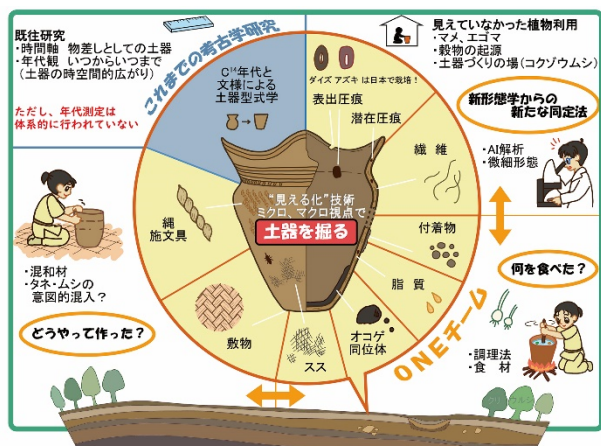 既往研究
・時間軸 物差しとしての土器
・年代観 いつからいつまで
(土器の時空間的広がり)
ただし、年代測定は
体系的に行われていない
これまでの考古学研究
C¹⁴年代と
文様による
土器型式学
ダイズ アズキ は日本で栽培！
表出圧痕
潜在圧痕
繊維
付着物
脂質
オコゲ
同位体
スス
敷物
縄
施文具
“見える化”技術
ミクロ、マクロ視点で
土器を掘る
見えていなかった植物利用
・マメ、エゴマ
・穀物の起源
・土器づくりの場(コクゾウムシ)
新形態学からの
新たな同定法
・AI解析
・微細形態
何を食べた？
・調理法
・食 材
ONEチーム
・混和材
・タネ・ムシの
意図的混入？
どうやって作った？